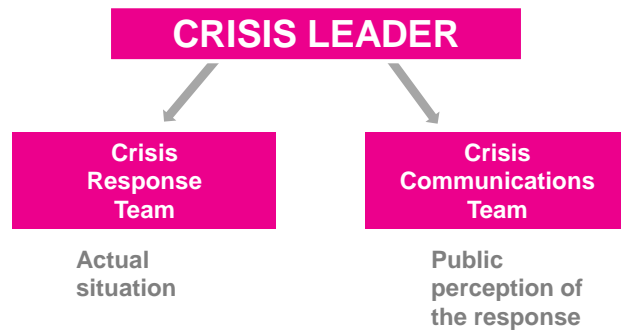 CRISIS LEADER
Crisis
Response
Team
Crisis
Communications
Team
Actual
situation
Public
perception of
the response